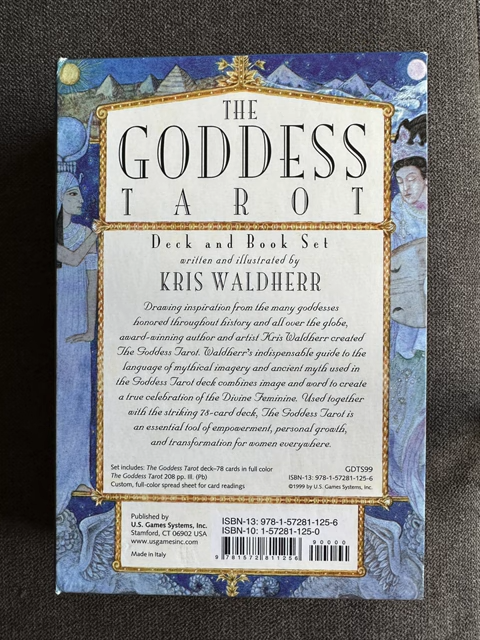 THE
GODDESS
TAROT
Deck and Book Set
written and illustrated by
KRIS WALDHERR
Drawing inspiration from the many goddesses
honored throughout history and all over the globe,
award-winning author and artist Kris Waldherr created
The Goddess Tarot. Waldherr's indispensable guide to the
language of mythical imagery and ancient myth used in
the Goddess Tarot deck combines image and word to create
a true celebration of the Divine Feminine. Used together
with the striking 78-card deck, The Goddess Tarot is
an essential tool of empowerment, personal growth,
and transformation for women everywhere.
Set includes: The Goddess Tarot deck–78 cards in full color
The Goddess Tarot 208 pp. Ill. (Pb)
Custom, full-color spread sheet for card readings
GDTS99
ISBN-13: 978-1-57281-125-6
©1999 by U.S. Games Systems, Inc.
Published by
U.S. Games Systems, Inc.
Stamford, CT 06902 USA
www.usgamesinc.com
Made in Italy
ISBN-13: 978-1-57281-125-6
ISBN-10: 1-57281-125-0
90000
9 781572 811256